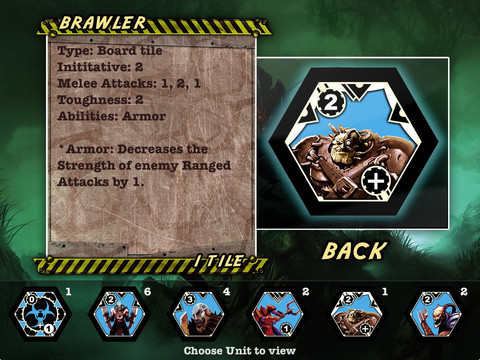 BRAWLER
Type: Board tile
Inititative: 2
Melee Attacks: 1, 2, 1
Toughness: 2
Abilities: Armor
* Armor: Decreases the
Strength of enemy Ranged
Attacks by 1.
1 TILE
2
+
BACK
0 1 1
2 6
3 4
2 1 2
2 + 1
2 2
Choose Unit to view